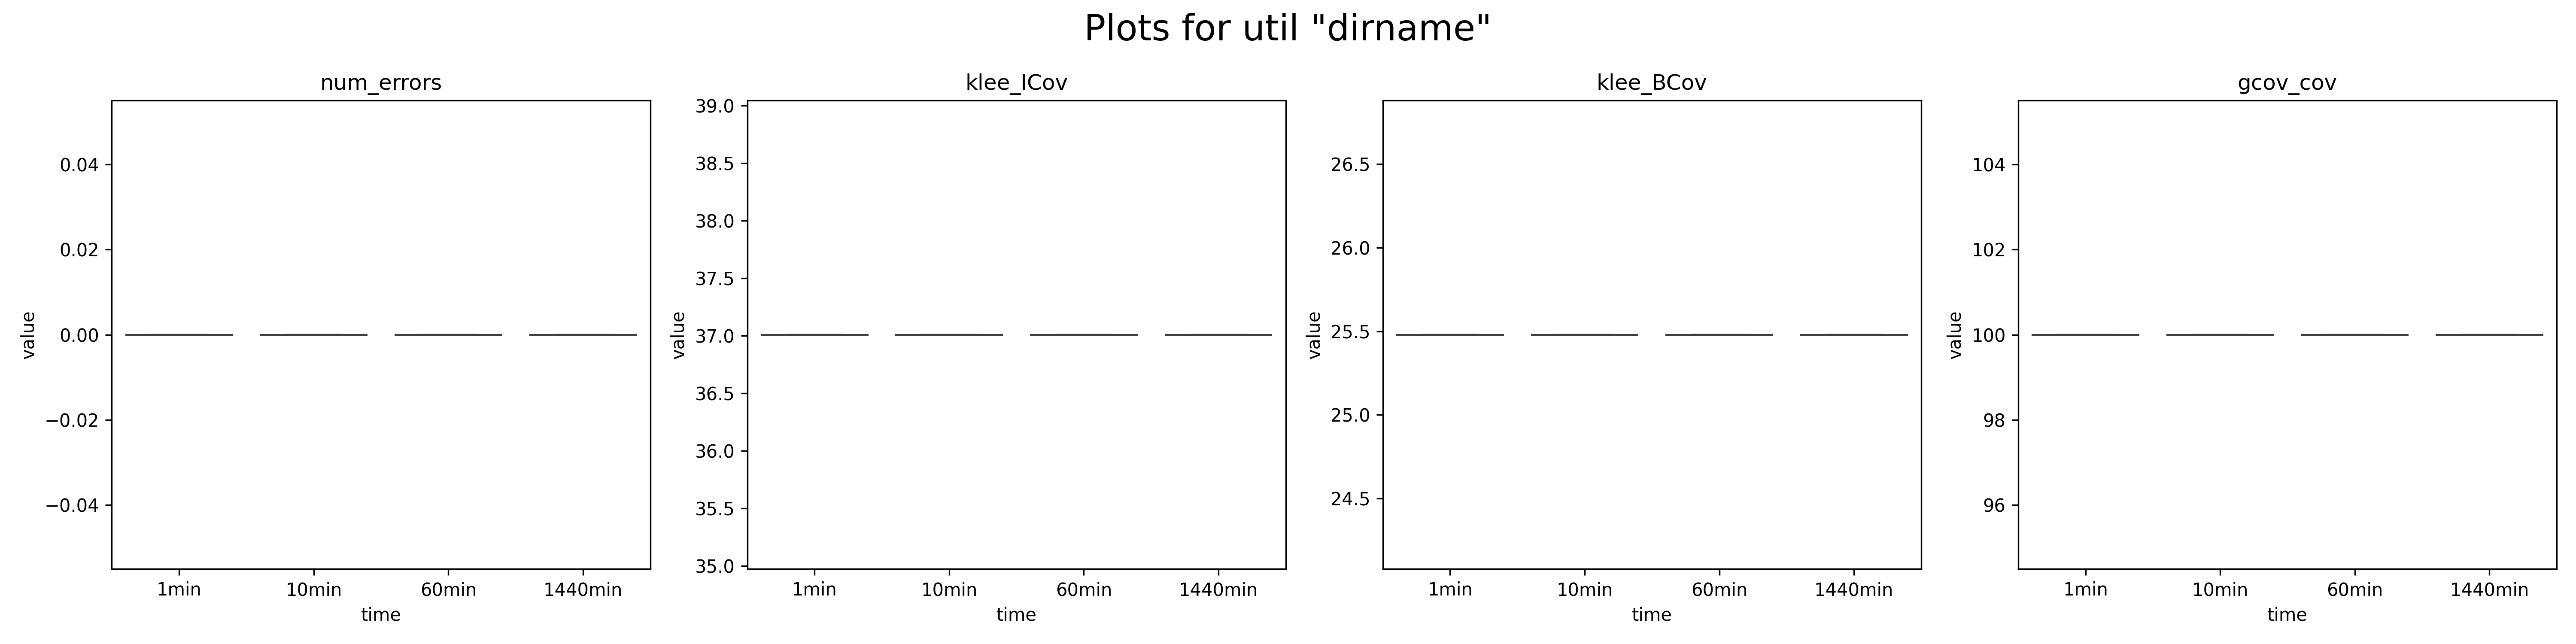 Plots for util "dirname"
num_errors
0.04
0.02
0.00
−0.02
−0.04
value
1min 10min 60min 1440min
time
klee_ICov
39.0
38.5
38.0
37.5
37.0
36.5
36.0
35.5
35.0
value
1min 10min 60min 1440min
time
klee_BCov
26.5
26.0
25.5
25.0
24.5
value
1min 10min 60min 1440min
time
gcov_cov
104
102
100
98
96
value
1min 10min 60min 1440min
time